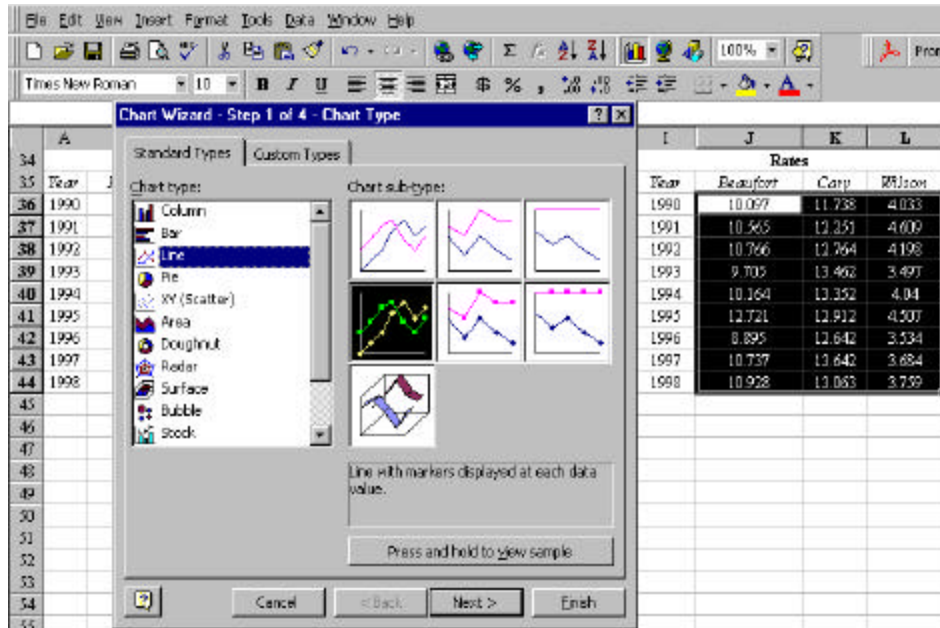 File Edit View Insert Format Tools Data Window Help
Σ 100%
Times New Roman 10 B I U $ % , A
Chart Wizard - Step 1 of 4 - Chart Type ? X
Standard Types Custom Types
Chart type:
Column
Bar
Line
Pie
XY (Scatter)
Area
Doughnut
Radar
Surface
Bubble
Stock
Chart sub-type:
Line with markers displayed at each data
value.
Press and hold to view sample
Cancel < Back Next > Finish
A I J K L
34 Rates
35 Year Year Beaufort Carp Wilson
36 1990 1990 10.097 11.738 4.033
37 1991 1991 10.565 12.251 4.609
38 1992 1992 10.766 12.764 4.198
39 1993 1993 9.705 13.462 3.497
40 1994 1994 10.164 13.352 4.04
41 1995 1995 12.721 12.912 4.507
42 1996 1996 8.895 12.642 3.534
43 1997 1997 10.737 13.642 3.684
44 1998 1998 10.928 13.063 3.759
45
46
47
48
49
50
51
52
53
54
55